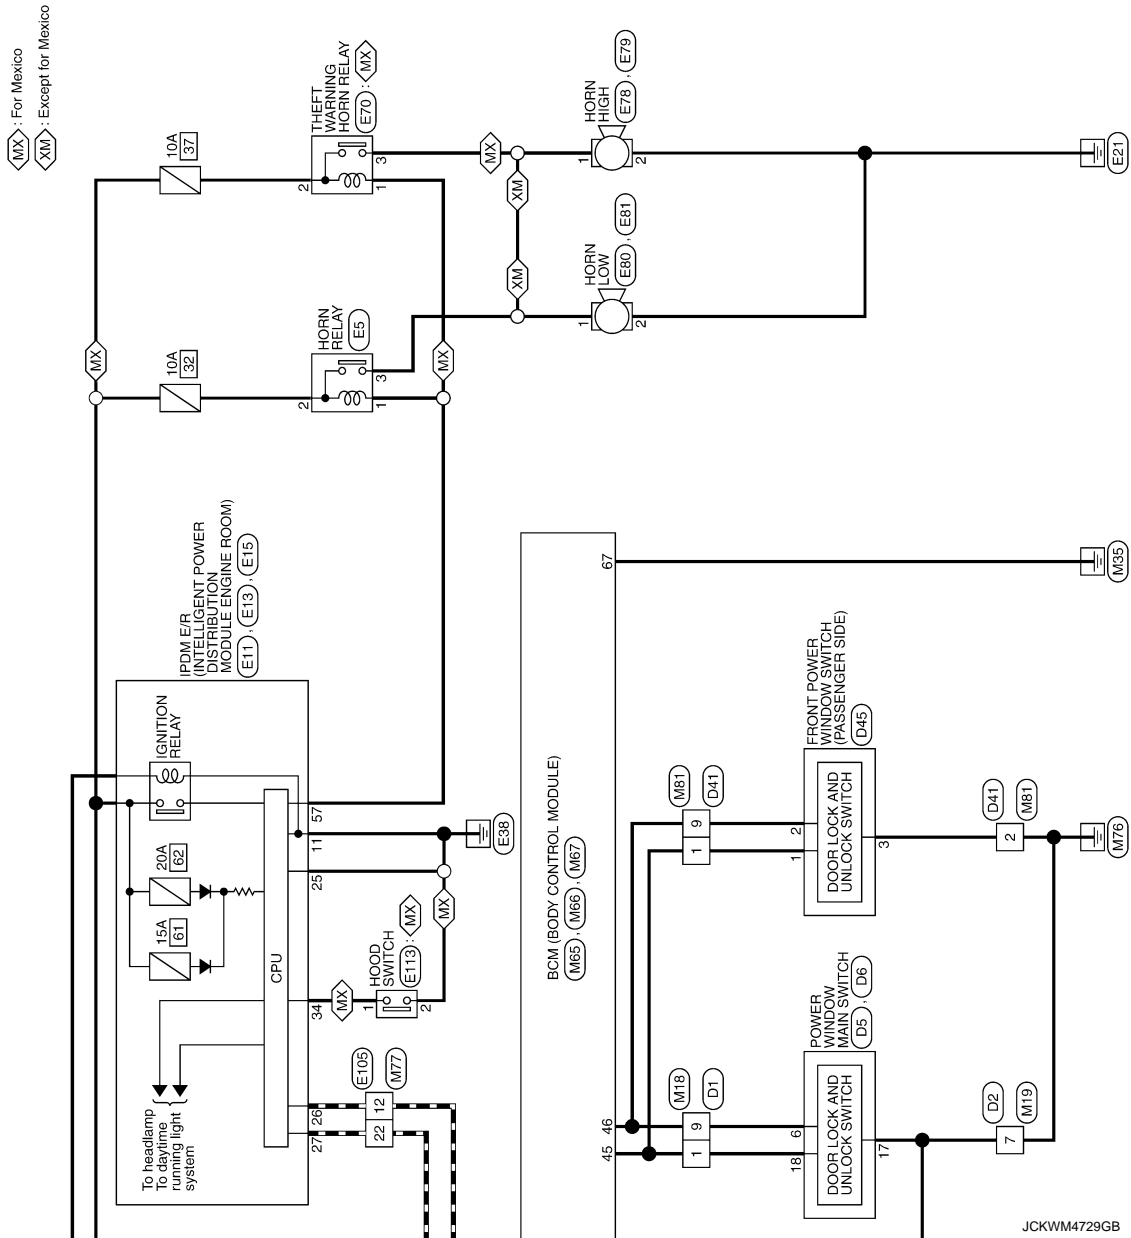 MX : For Mexico
XM : Except for Mexico
10A
37
THEFT
WARNING
HORN RELAY
E70 : MX
2
3
1
MX
10A
32
HORN
RELAY
E5
2
3
1
MX
MX
XM
XM
HORN
HIGH
E78 , E79
1
2
HORN
LOW
E80 , E81
1
2
E21
IPDM E/R
(INTELLIGENT POWER
DISTRIBUTION
MODULE ENGINE ROOM)
E11 , E13 , E15
IGNITION
RELAY
20A
62
15A
61
CPU
To headlamp
To daytime
running light
system
57
11
25
34
26
27
E38
MX
MX
HOOD
SWITCH
E113 : MX
1
2
E105
M77
12
22
BCM (BODY CONTROL MODULE)
M65 , M66 , M67
67
M35
46
45
M81
D41
9
1
FRONT POWER
WINDOW SWITCH
(PASSENGER SIDE)
D45
2
1
DOOR LOCK AND
UNLOCK SWITCH
3
D41
M81
2
M76
M18
D1
9
1
POWER
WINDOW
MAIN SWITCH
D5 , D6
6
18
DOOR LOCK AND
UNLOCK SWITCH
17
D2
M19
7
JCKWM4729GB